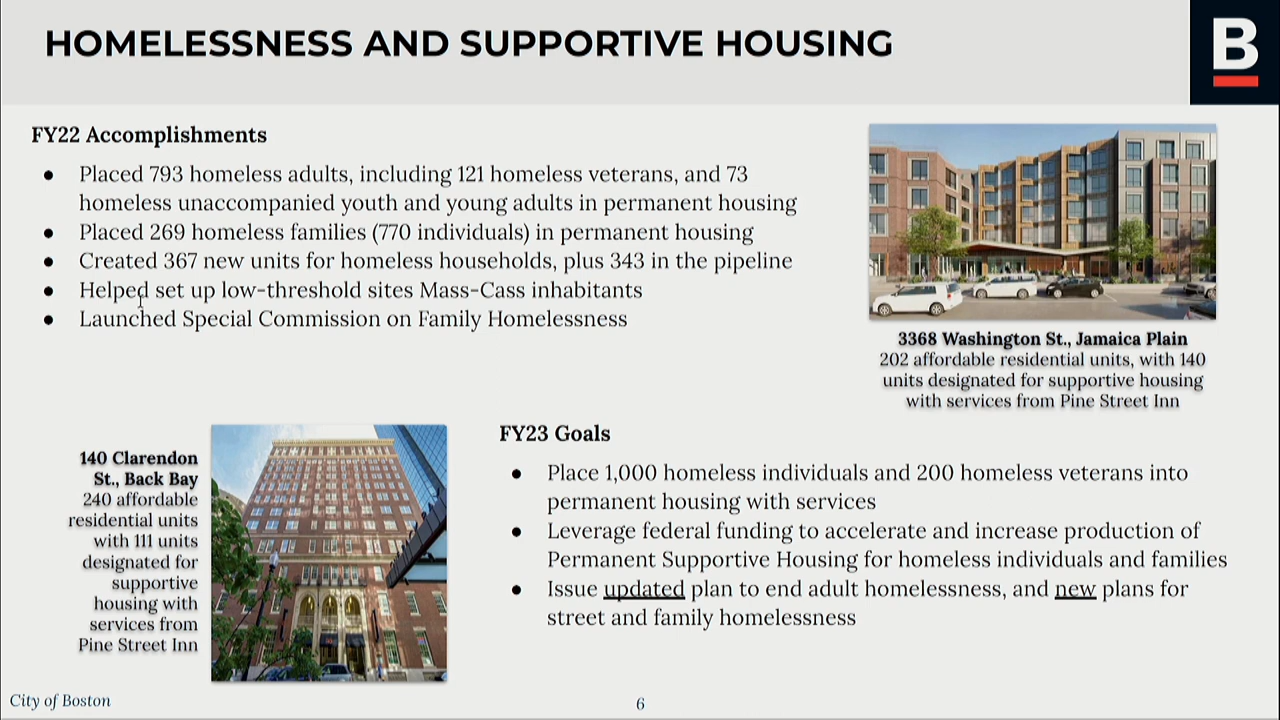 HOMELESSNESS AND SUPPORTIVE HOUSING
B
FY22 Accomplishments
● Placed 793 homeless adults, including 121 homeless veterans, and 73
homeless unaccompanied youth and young adults in permanent housing
● Placed 269 homeless families (770 individuals) in permanent housing
● Created 367 new units for homeless households, plus 343 in the pipeline
● Helped set up low-threshold sites Mass-Cass inhabitants
● Launched Special Commission on Family Homelessness
3368 Washington St., Jamaica Plain
202 affordable residential units, with 140
units designated for supportive housing
with services from Pine Street Inn
140 Clarendon
St., Back Bay
240 affordable
residential units
with 111 units
designated for
supportive
housing with
services from
Pine Street Inn
FY23 Goals
● Place 1,000 homeless individuals and 200 homeless veterans into
permanent housing with services
● Leverage federal funding to accelerate and increase production of
Permanent Supportive Housing for homeless individuals and families
● Issue updated plan to end adult homelessness, and new plans for
street and family homelessness
City of Boston
6